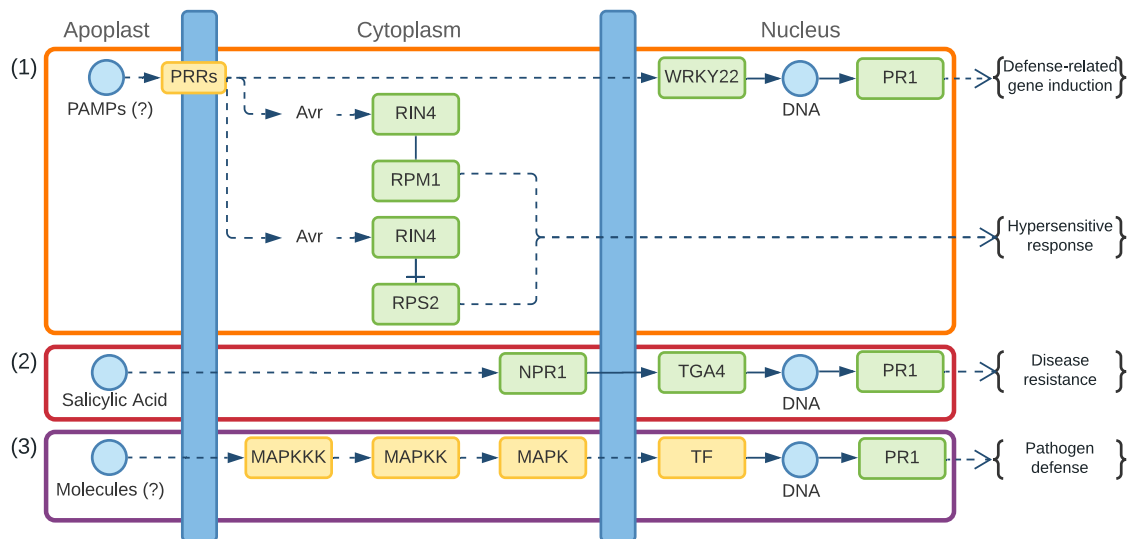 Apoplast
Cytoplasm
Nucleus
(1)
PAMPs (?)
PRRs
WRKY22
DNA
PR1
{ Defense-related }
gene induction
Avr
RIN4
RPM1
Avr
RIN4
RPS2
{ Hypersensitive }
response
(2)
Salicylic Acid
NPR1
TGA4
DNA
PR1
{ Disease }
resistance
(3)
Molecules (?)
MAPKKK
MAPKK
MAPK
TF
DNA
PR1
{ Pathogen }
defense